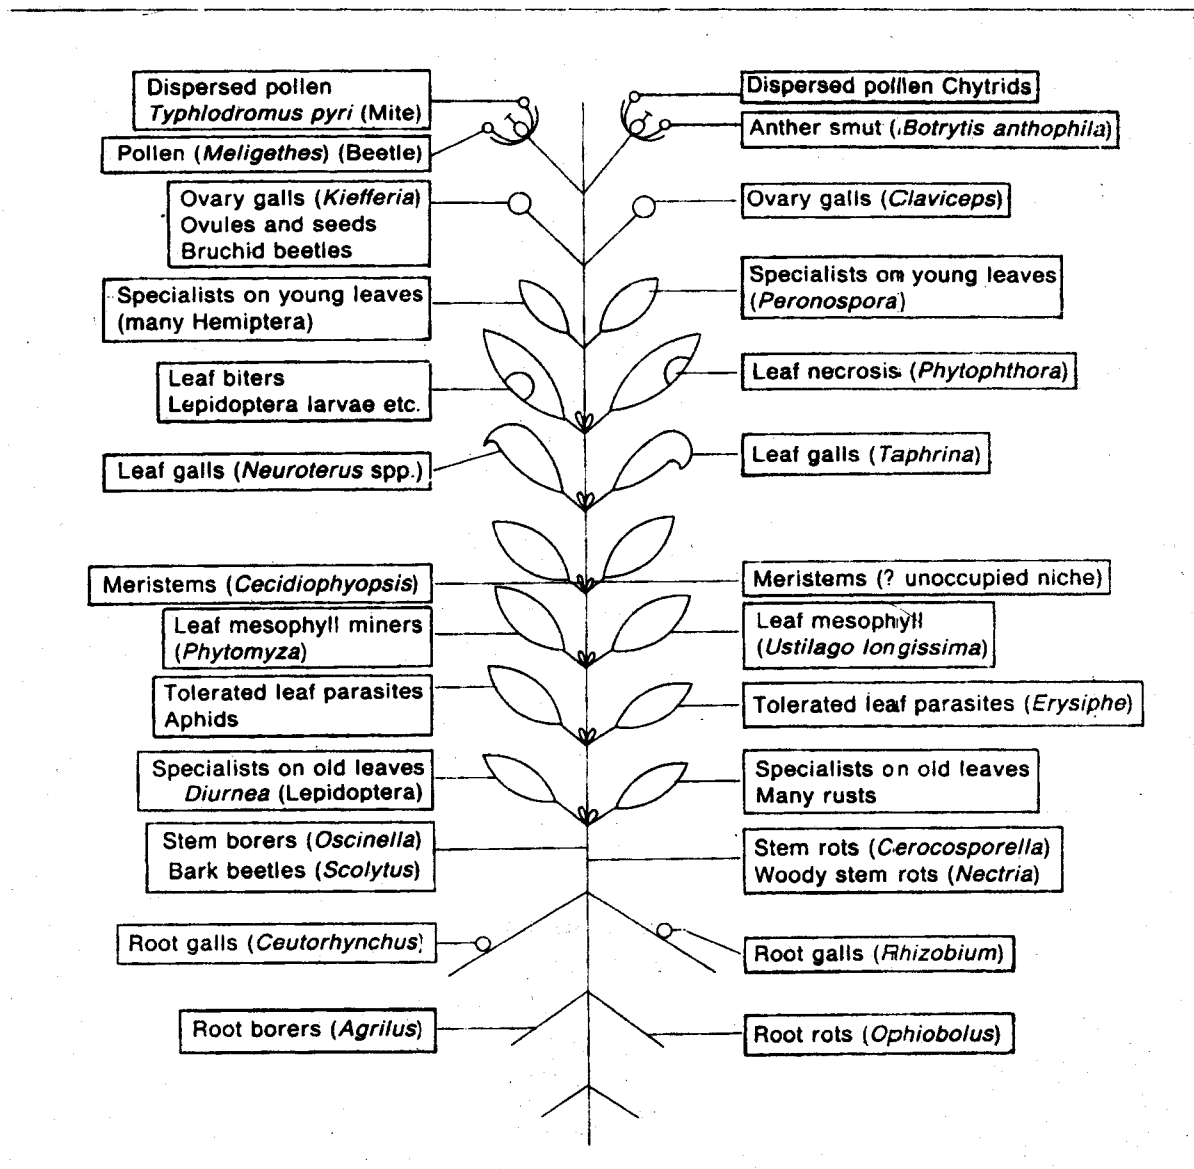 Dispersed pollen
Typhlodromus pyri (Mite)
Pollen (Meligethes) (Beetle)
Ovary galls (Kiefferia)
Ovules and seeds
Bruchid beetles
Specialists on young leaves
(many Hemiptera)
Leaf biters
Lepidoptera larvae etc.
Leaf galls (Neuroterus spp.)
Meristems (Cecidiophyopsis)
Leaf mesophyll miners
(Phytomyza)
Tolerated leaf parasites
Aphids
Specialists on old leaves
Diurnea (Lepidoptera)
Stem borers (Oscinella)
Bark beetles (Scolytus)
Root galls (Ceutorhynchus)
Root borers (Agrilus)
Dispersed pollen Chytrids
Anther smut (Botrytis anthophila)
Ovary galls (Claviceps)
Specialists on young leaves
(Peronospora)
Leaf necrosis (Phytophthora)
Leaf galls (Taphrina)
Meristems (? unoccupied niche)
Leaf mesophyll
(Ustilago longissima)
Tolerated leaf parasites (Erysiphe)
Specialists on old leaves
Many rusts
Stem rots (Cerocosporella)
Woody stem rots (Nectria)
Root galls (Rhizobium)
Root rots (Ophiobolus)